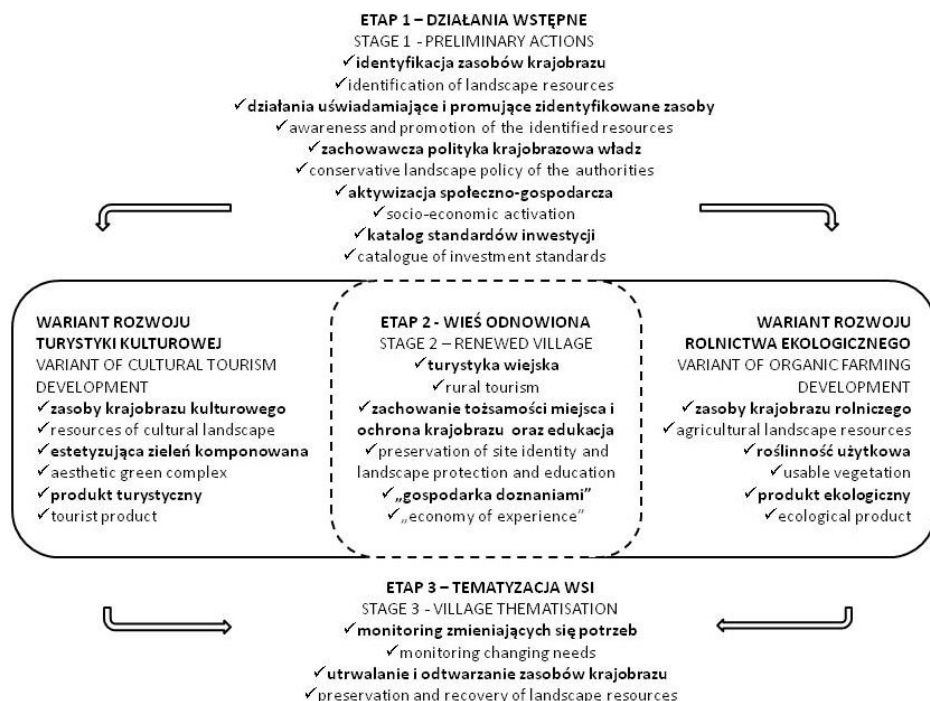 ETAP 1 – DZIAŁANIA WSTĘPNE
STAGE 1 - PRELIMINARY ACTIONS
✓identyfikacja zasobów krajobrazu
✓identification of landscape resources
✓działania uświadamiające i promujące zidentyfikowane zasoby
✓awareness and promotion of the identified resources
✓zachowawcza polityka krajobrazowa władz
✓conservative landscape policy of the authorities
✓aktywizacja społeczno-gospodarcza
✓socio-economic activation
✓katalog standardów inwestycji
✓catalogue of investment standards
WARIANT ROZWOJU
TURYSTYKI KULTUROWEJ
VARIANT OF CULTURAL TOURISM
DEVELOPMENT
✓zasoby krajobrazu kulturowego
✓resources of cultural landscape
✓estetyzująca zieleń komponowana
✓aesthetic green complex
✓produkt turystyczny
✓tourist product
ETAP 2 - WIEŚ ODNOWIONA
STAGE 2 – RENEWED VILLAGE
✓turystyka wiejska
✓rural tourism
✓zachowanie tożsamości miejsca i
ochrona krajobrazu oraz edukacja
✓preservation of site identity and
landscape protection and education
✓„gospodarka doznaniami”
✓„economy of experience”
WARIANT ROZWOJU
ROLNICTWA EKOLOGICZNEGO
VARIANT OF ORGANIC FARMING
DEVELOPMENT
✓zasoby krajobrazu rolniczego
✓agricultural landscape resources
✓roślinność użytkowa
✓usable vegetation
✓produkt ekologiczny
✓ecological product
ETAP 3 – TEMATYZACJA WSI
STAGE 3 - VILLAGE THEMATISATION
✓monitoring zmieniających się potrzeb
✓monitoring changing needs
✓utrwalanie i odtwarzanie zasobów krajobrazu
✓preservation and recovery of landscape resources